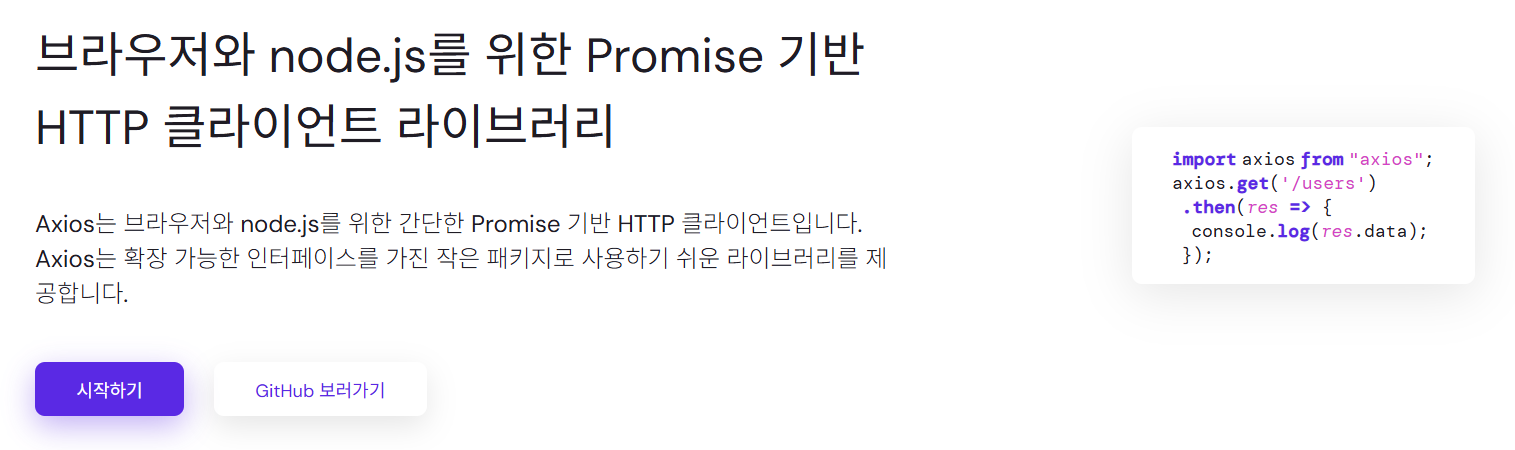 브라우저와 node.js를 위한 Promise 기반
HTTP 클라이언트 라이브러리
Axios는 브라우저와 node.js를 위한 간단한 Promise 기반 HTTP 클라이언트입니다.
Axios는 확장 가능한 인터페이스를 가진 작은 패키지로 사용하기 쉬운 라이브러리를 제
공합니다.
시작하기
GitHub 보러가기
import axios from "axios";
axios.get('/users')
.then(res => {
console.log(res.data);
});